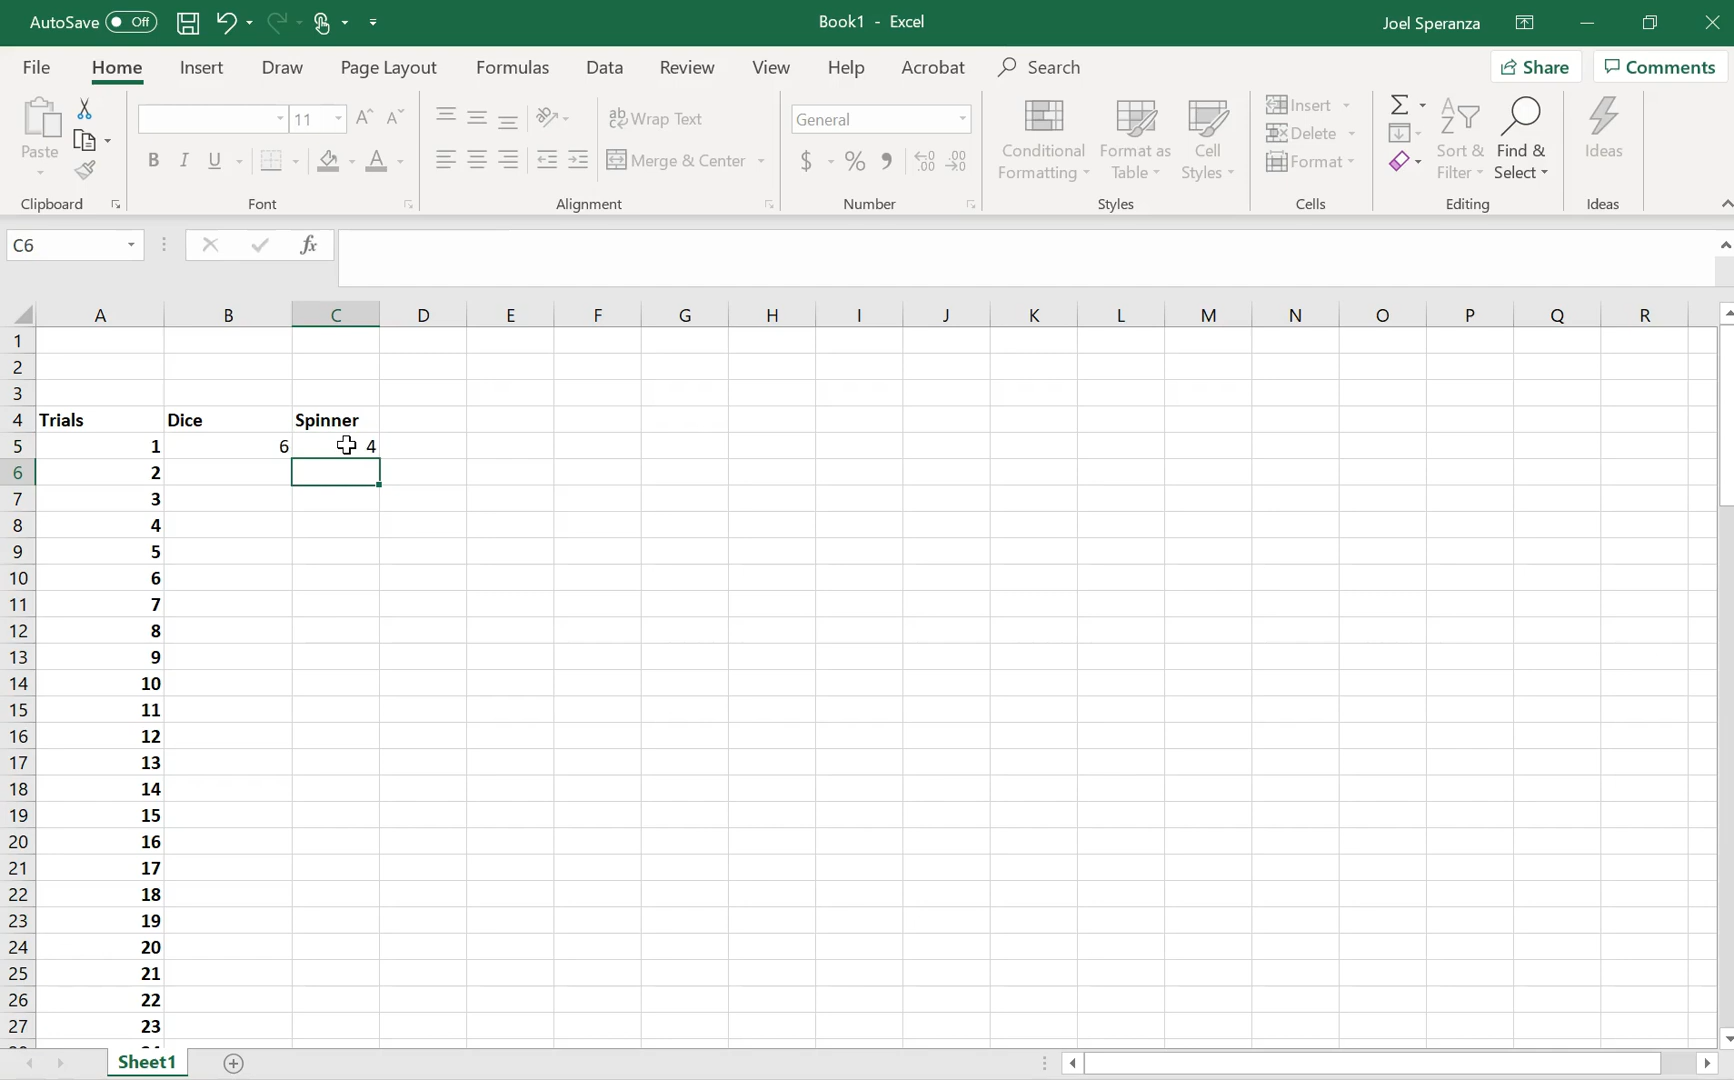 AutoSave Off Book1 - Excel Joel Speranza
File Home Insert Draw Page Layout Formulas Data Review View Help Acrobat Search Share Comments
Paste 11 Wrap Text General Conditional Formatting Format as Table Cell Styles Insert Sort & Filter Find & Select Ideas
B I U Merge & Center $ % Delete
Format
Clipboard Font Alignment Number Styles Cells Editing Ideas
C6 fx
A B C D E F G H I J K L M N O P Q R
1
2
3
4 Trials Dice Spinner
5 1 6 4
6 2
7 3
8 4
9 5
10 6
11 7
12 8
13 9
14 10
15 11
16 12
17 13
18 14
19 15
20 16
21 17
22 18
23 19
24 20
25 21
26 22
27 23
Sheet1